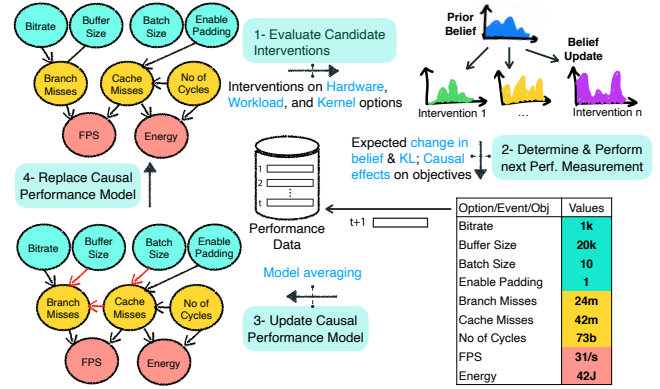 Bitrate
Buffer
Size
Batch
Size
Enable
Padding
Branch
Misses
Cache
Misses
No of
Cycles
FPS
Energy
1- Evaluate Candidate
Interventions
Interventions on Hardware,
Workload, and Kernel options
Prior
Belief
Belief
Update
Intervention 1
...
Intervention n
Expected change in
belief & KL; Causal
effects on objectives
2- Determine & Perform
next Perf. Measurement
4- Replace Causal
Performance Model
1
2
⋮
t
Performance
Data
t+1
Option/Event/Obj Values
Bitrate 1k
Buffer Size 20k
Batch Size 10
Enable Padding 1
Branch Misses 24m
Cache Misses 42m
No of Cycles 73b
FPS 31/s
Energy 42J
Bitrate
Buffer
Size
Batch
Size
Enable
Padding
Branch
Misses
Cache
Misses
No of
Cycles
FPS
Energy
Model averaging
3- Update Causal
Performance Model